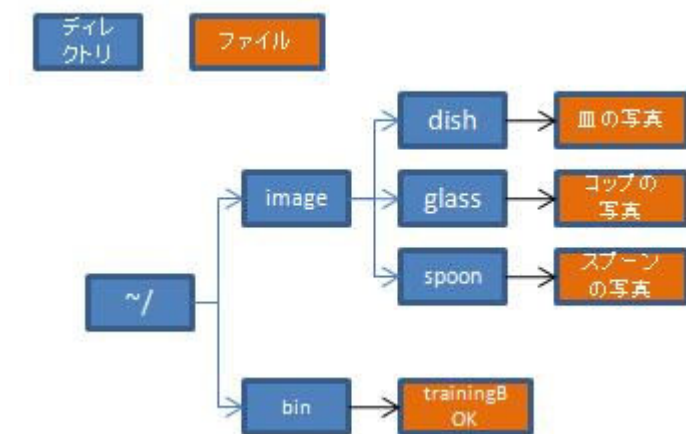 ディレ
クトリ
ファイル
dish
皿の写真
image
glass
コップの
写真
spoon
スプーン
の写真
~/
bin
trainingB
OK